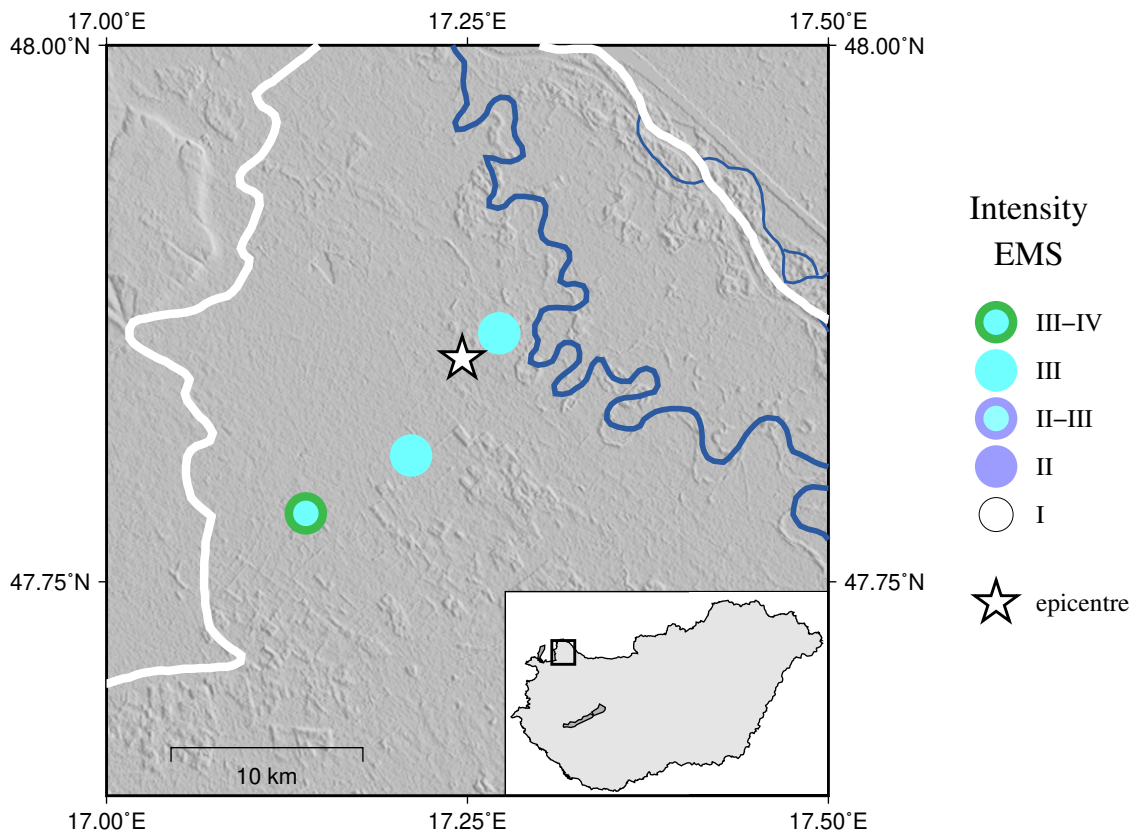 17.00˚E
17.25˚E
17.50˚E
48.00˚N
48.00˚N
Intensity
EMS
III–IV
III
II–III
II
I
47.75˚N
47.75˚N
epicentre
10 km
17.00˚E
17.25˚E
17.50˚E